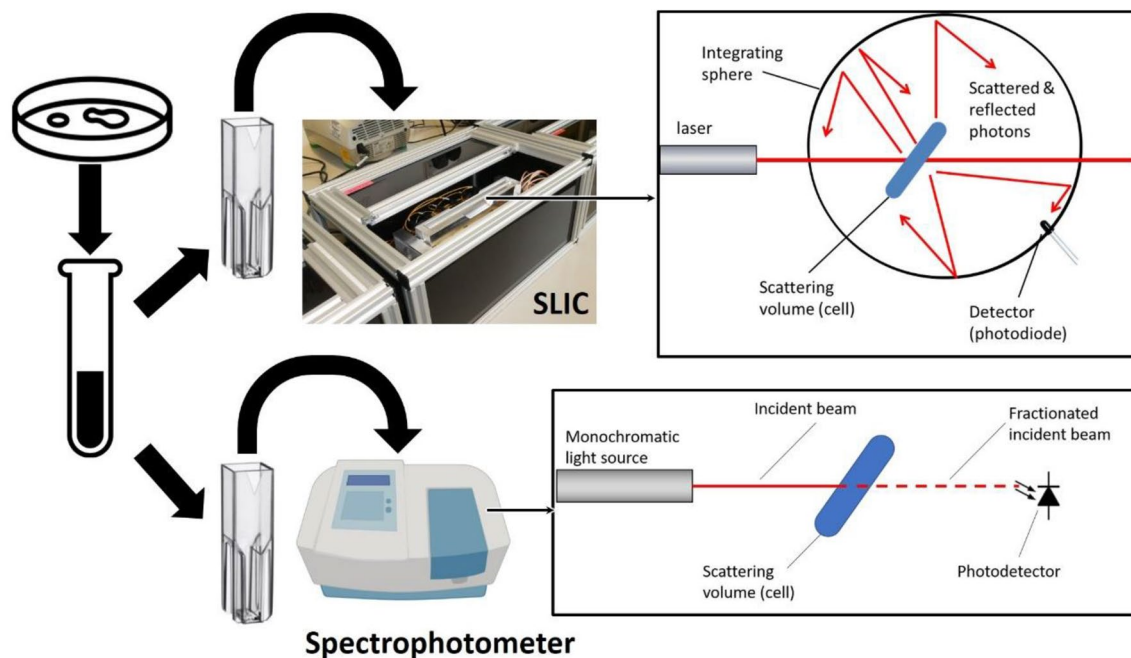 Integrating
sphere
Scattered &
reflected
photons
laser
Scattering
volume (cell)
Detector
(photodiode)
SLIC
Incident beam
Fractionated
incident beam
Monochromatic
light source
Scattering
volume (cell)
Photodetector
Spectrophotometer